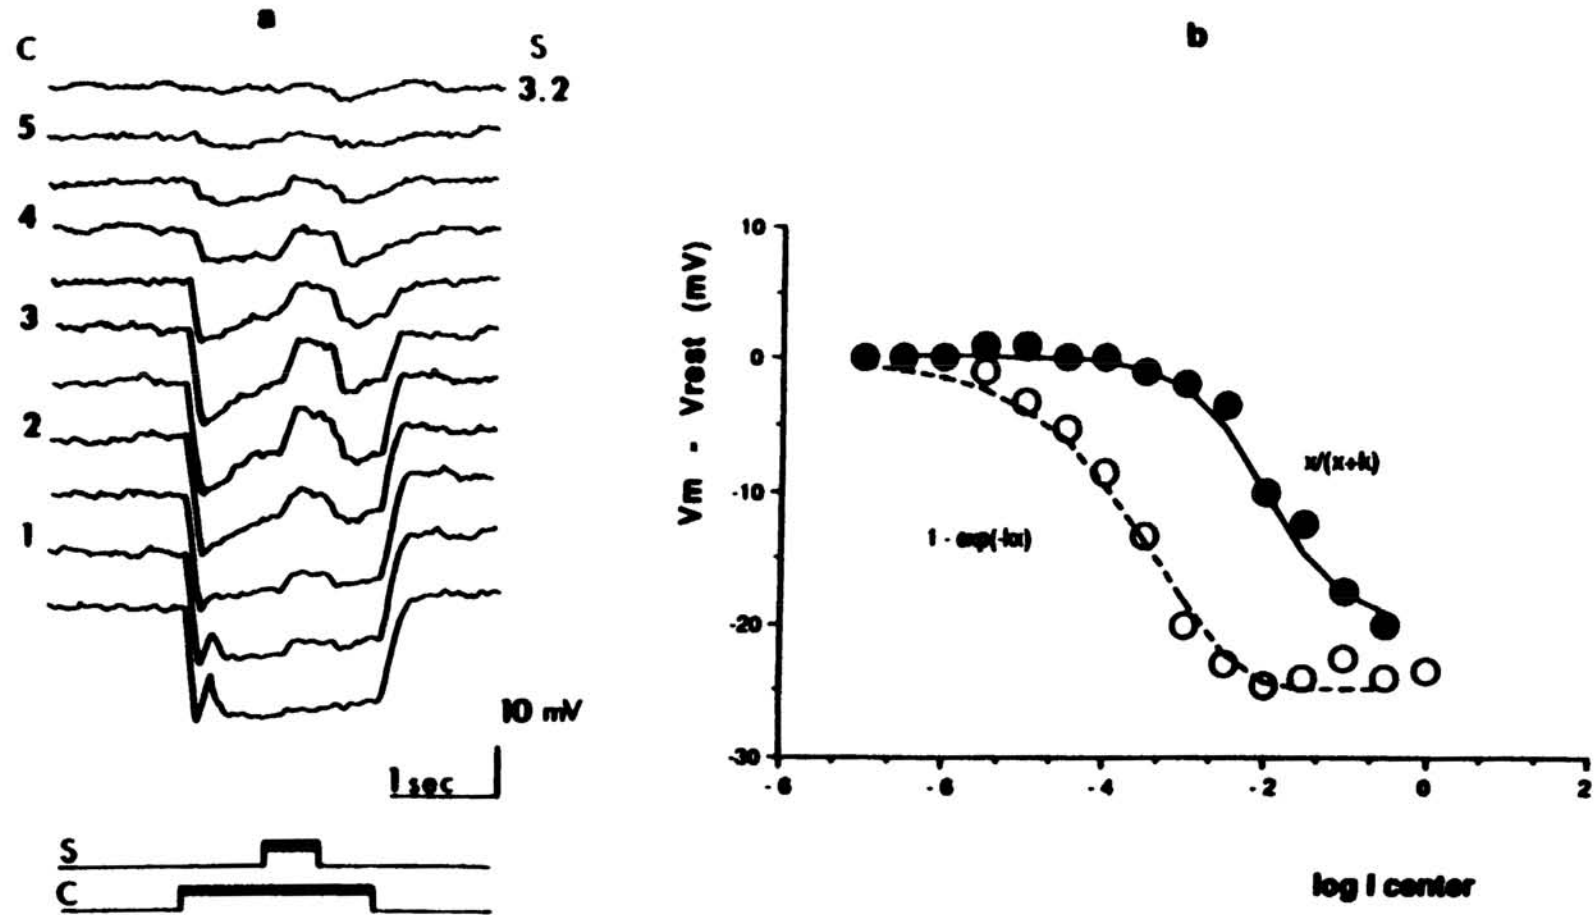 a
C S
3.2
5
4
3
2
1
10 mV
1 sec
S
C
b
Vm - Vrest (mV)
10
0
-10
-20
-30
x/(x+k)
1 - exp(-kx)
-6 -6 -4 -2 0 2
log I center